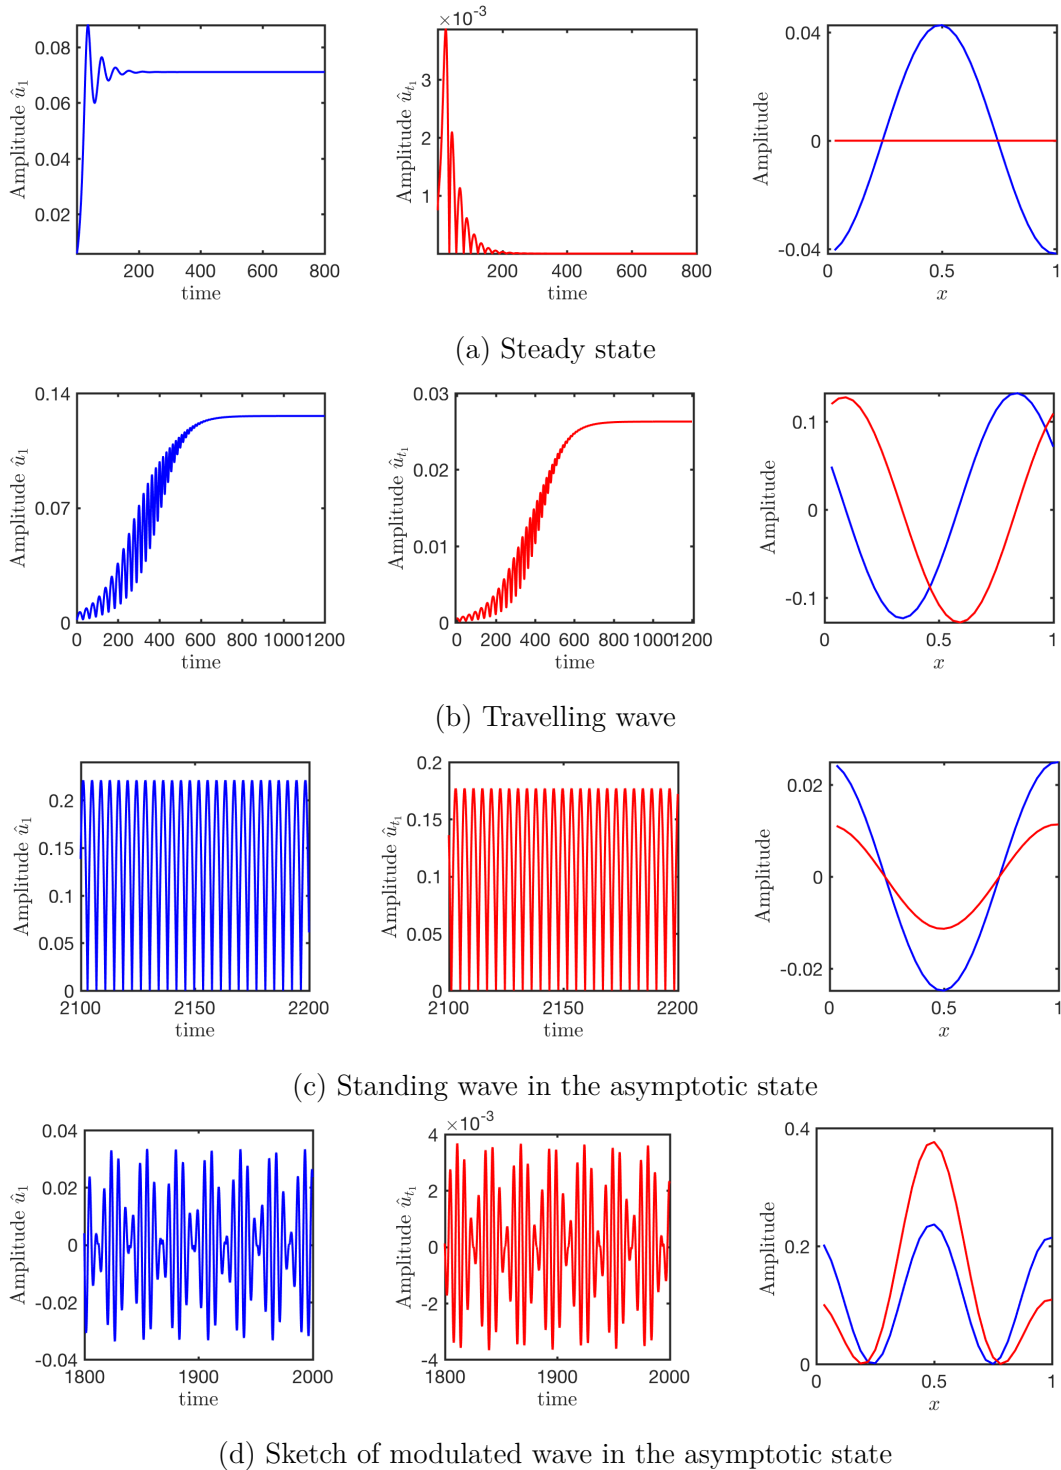 ×10⁻³
0.08
0.06
0.04
0.02
Amplitude û₁
200 400 600 800
time
3
2
1
Amplitude û_{t₁}
200 400 600 800
time
0.04
0
-0.04
Amplitude
0 0.5 1
x
(a) Steady state
0.14
0.07
0
Amplitude û₁
0 200 400 600 800 10001200
time
0.03
0.02
0.01
0
Amplitude û_{t₁}
0 200 400 600 800 10001200
time
0.1
0
-0.1
Amplitude
0 0.5 1
x
(b) Travelling wave
0.2
0.15
0.1
0.05
0
Amplitude û₁
2100 2150 2200
time
0.2
0.15
0.1
0.05
0
Amplitude û_{t₁}
2100 2150 2200
time
0.02
0
-0.02
Amplitude
0 0.5 1
x
(c) Standing wave in the asymptotic state
0.04
0.02
0
-0.02
-0.04
Amplitude û₁
1800 1900 2000
time
×10⁻³
4
2
0
-2
-4
Amplitude û_{t₁}
1800 1900 2000
time
0.4
0.2
0
Amplitude
0 0.5 1
x
(d) Sketch of modulated wave in the asymptotic state